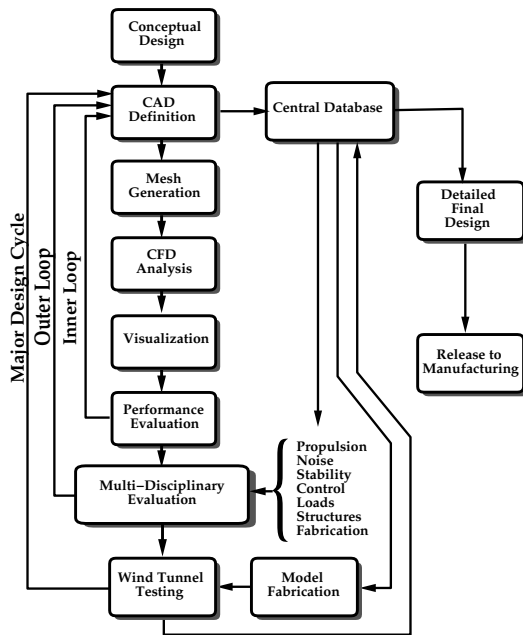 Conceptual
Design
CAD
Definition
Central Database
Mesh
Generation
Detailed
Final
Design
CFD
Analysis
Visualization
Release to
Manufacturing
Performance
Evaluation
Major Design Cycle
Outer Loop
Inner Loop
Multi−Disciplinary
Evaluation
Propulsion
Noise
Stability
Control
Loads
Structures
Fabrication
Wind Tunnel
Testing
Model
Fabrication